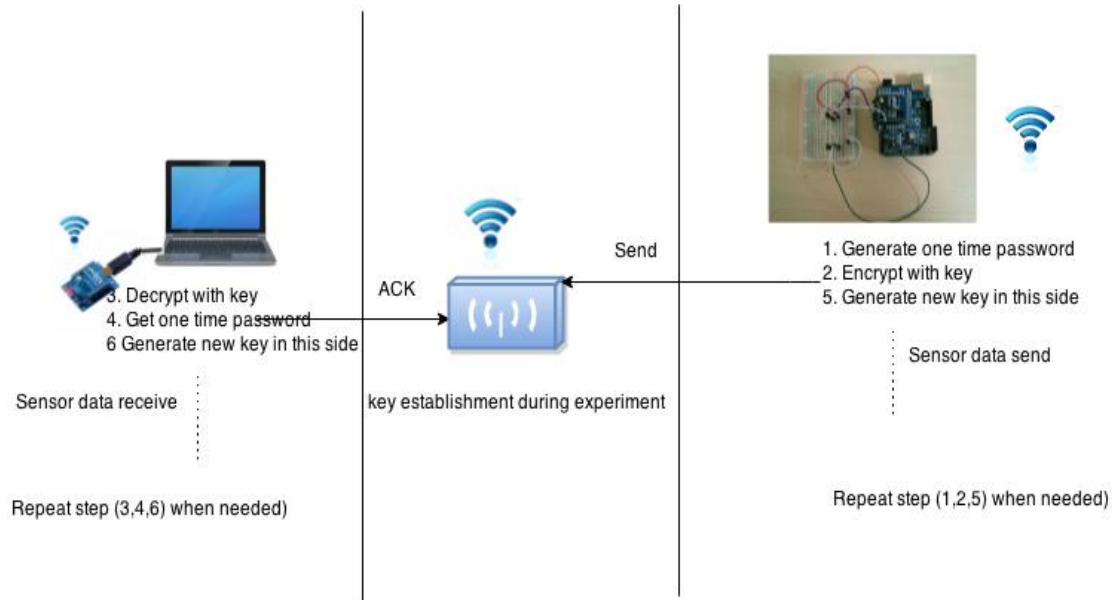 Send
1. Generate one time password
2. Encrypt with key
5. Generate new key in this side
ACK
3. Decrypt with key
4. Get one time password
6 Generate new key in this side
Sensor data send
Sensor data receive
key establishment during experiment
Repeat step (3,4,6) when needed)
Repeat step (1,2,5) when needed)